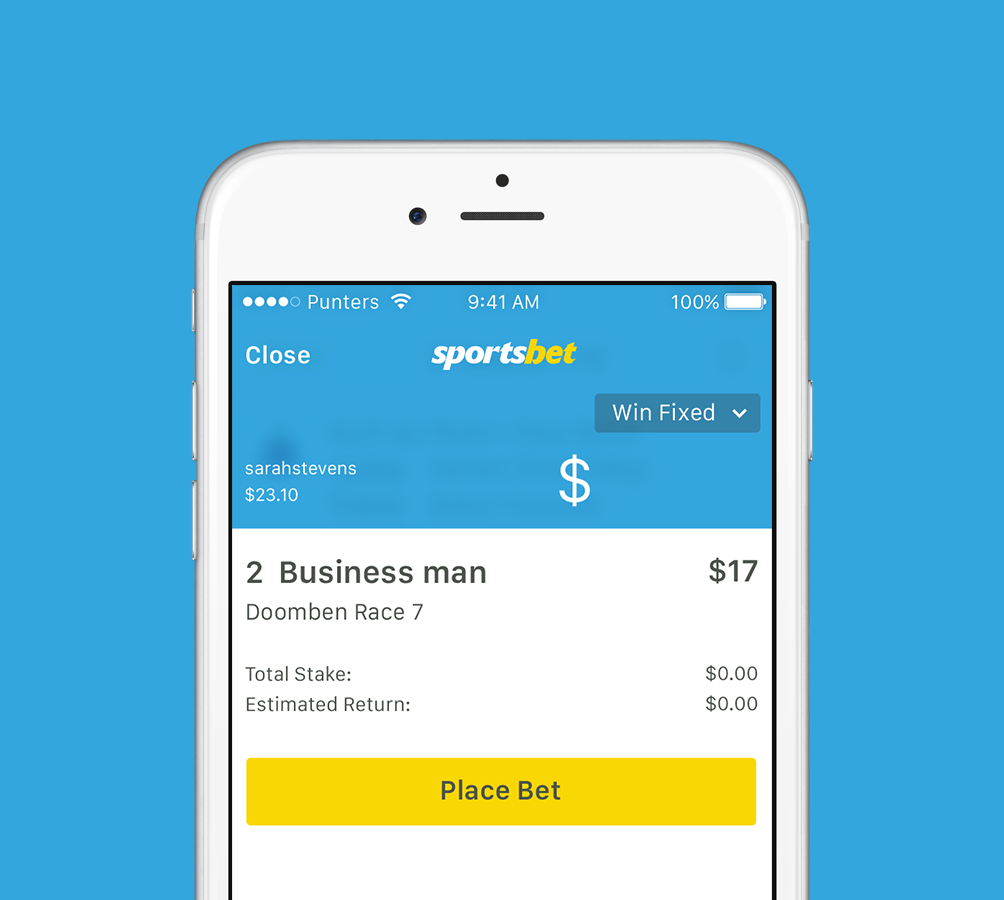 Punters 9:41 AM 100%
Close sportsbet
Win Fixed
sarahstevens
$23.10
$
2 Business man $17
Doomben Race 7
Total Stake: $0.00
Estimated Return: $0.00
Place Bet